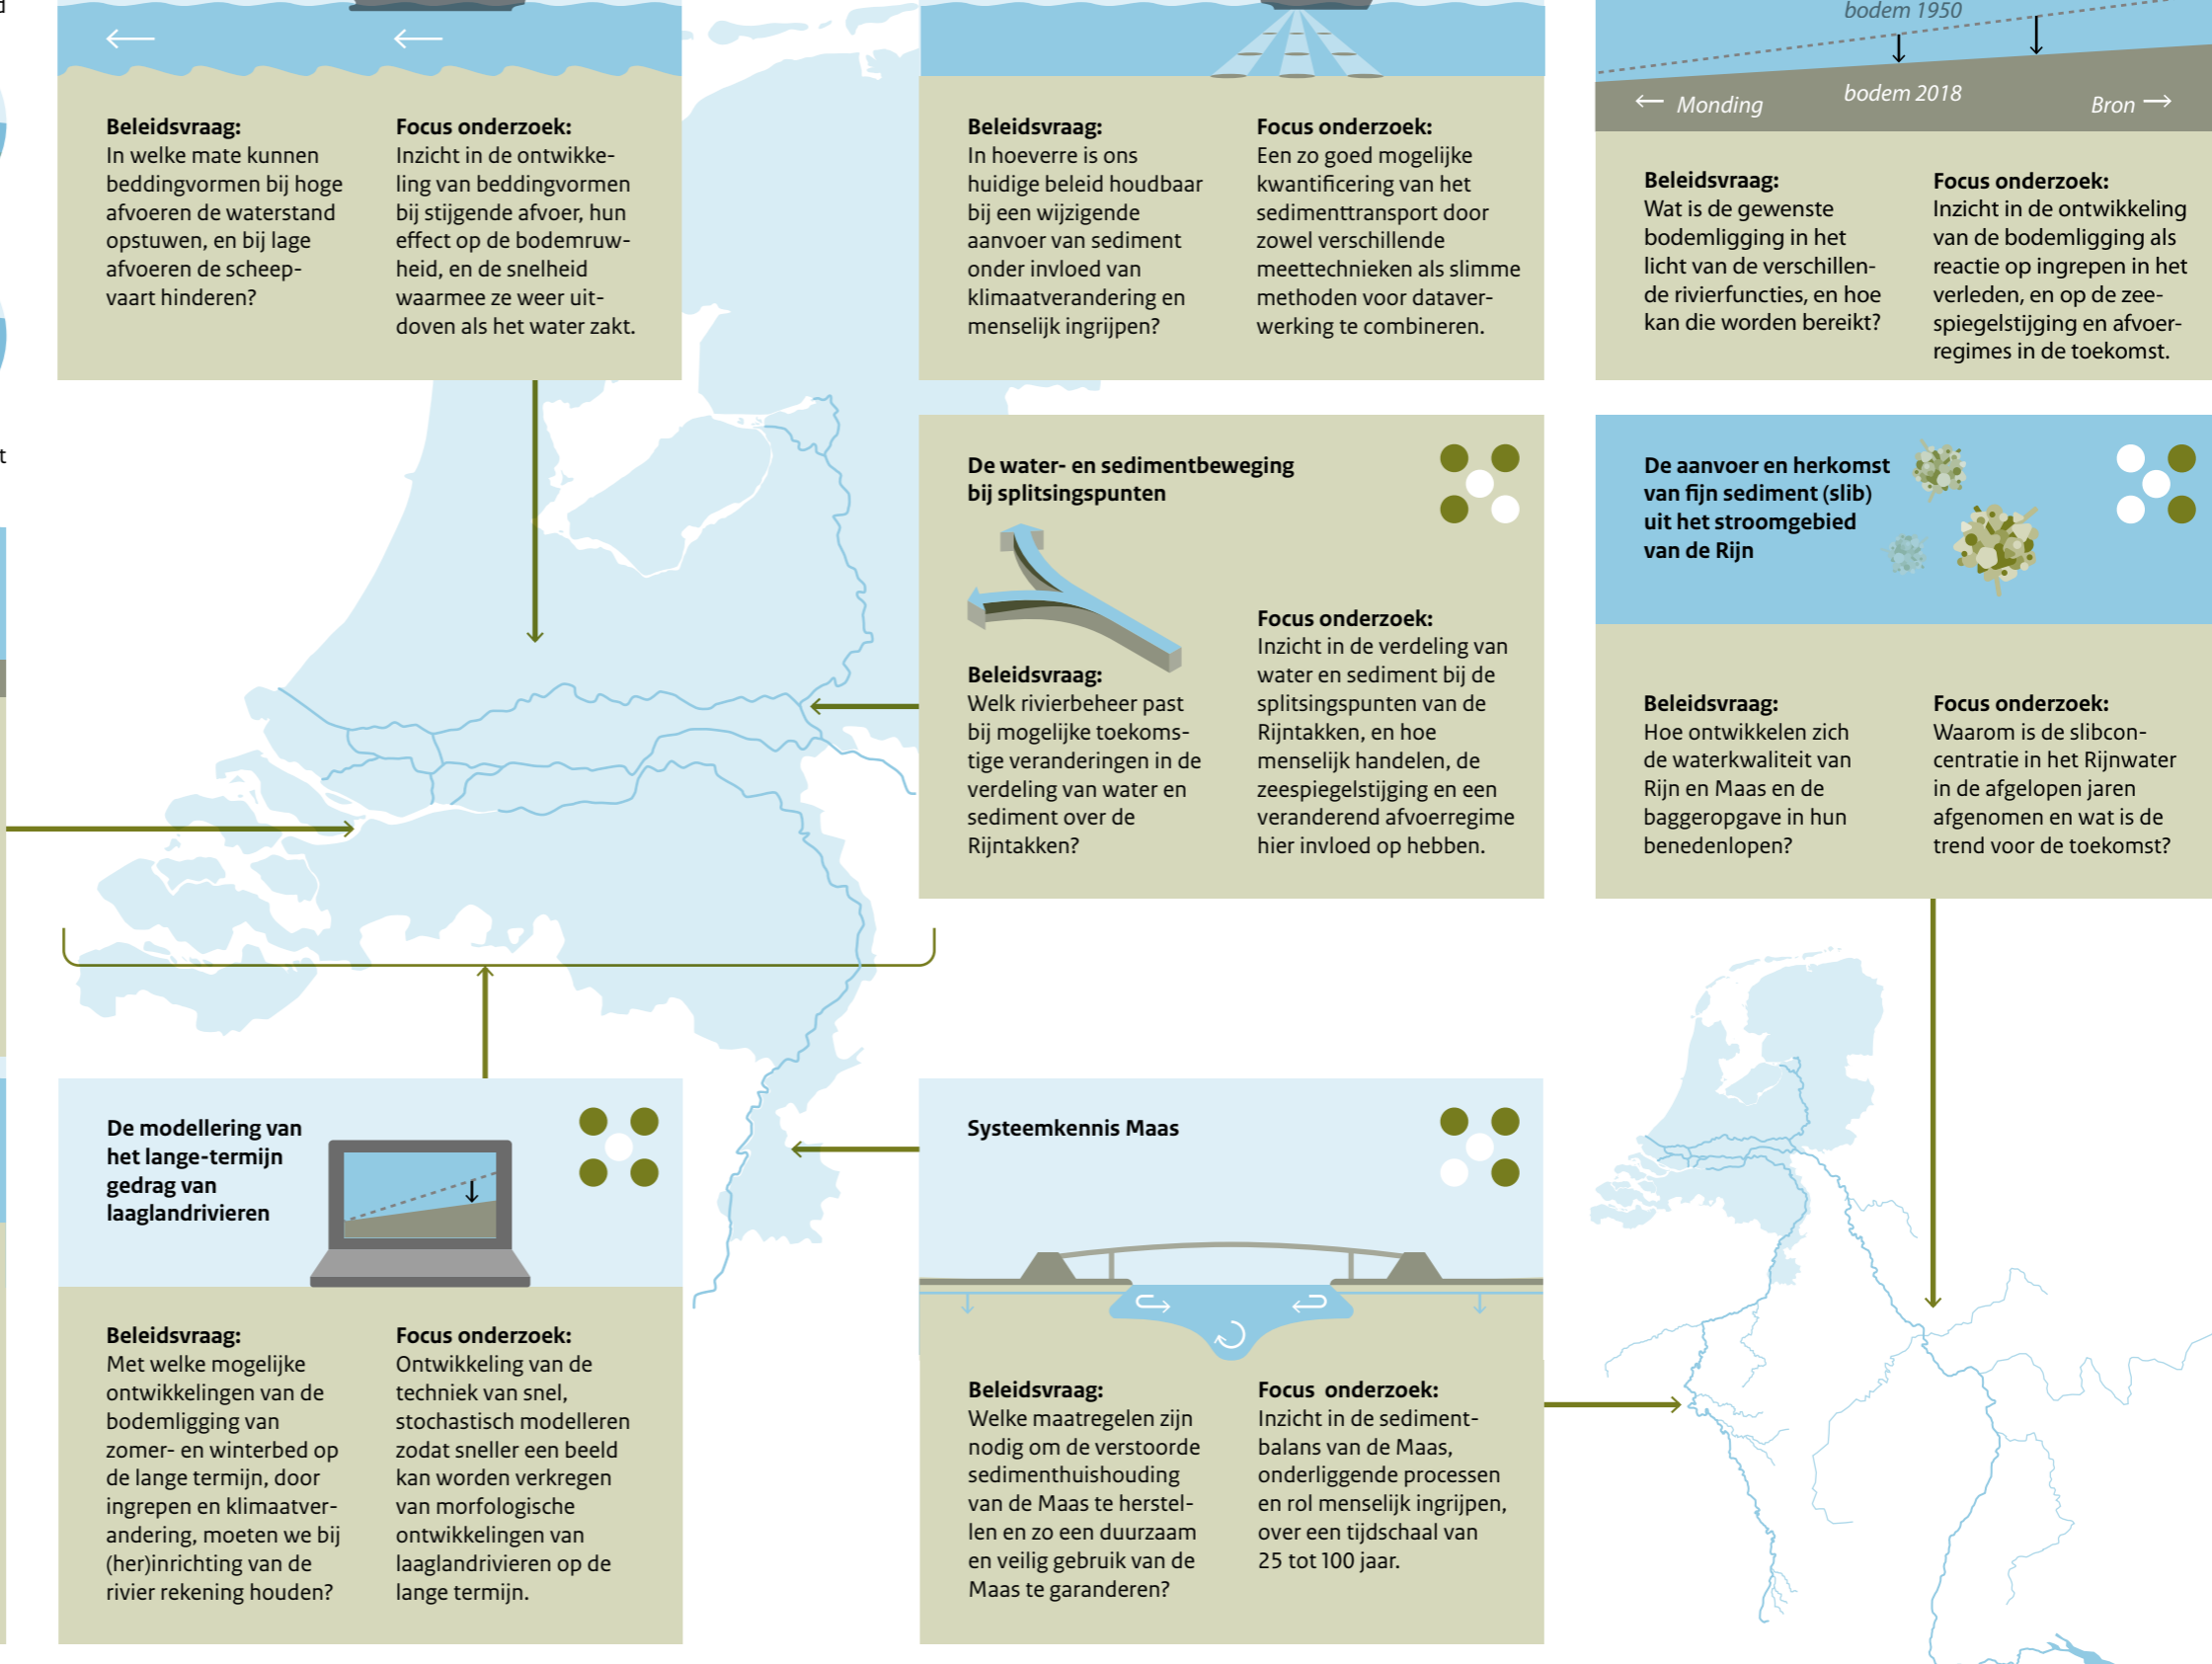 Beleidsvraag:
In welke mate kunnen
beddingvormen bij hoge
afvoeren de waterstand
opstuwen, en bij lage
afvoeren de scheep-
vaart hinderen?
Focus onderzoek:
Inzicht in de ontwikke-
ling van beddingvormen
bij stijgende afvoer, hun
effect op de bodemruw-
heid, en de snelheid
waarmee ze weer uit-
doven als het water zakt.
Beleidsvraag:
In hoeverre is ons
huidige beleid houdbaar
bij een wijzigende
aanvoer van sediment
onder invloed van
klimaatverandering en
menselijk ingrijpen?
Focus onderzoek:
Een zo goed mogelijke
kwantificering van het
sedimenttransport door
zowel verschillende
meettechnieken als slimme
methoden voor dataver-
werking te combineren.
bodem 1950
bodem 2018
Monding
Bron
Beleidsvraag:
Wat is de gewenste
bodemligging in het
licht van de verschillen-
de rivierfuncties, en hoe
kan die worden bereikt?
Focus onderzoek:
Inzicht in de ontwikkeling
van de bodemligging als
reactie op ingrepen in het
verleden, en op de zee-
spiegelstijging en afvoer-
regimes in de toekomst.
t
De water- en sedimentbeweging
bij splitsingspunten
Beleidsvraag:
Welk rivierbeheer past
bij mogelijke toekoms-
tige veranderingen in de
verdeling van water en
sediment over de
Rijntakken?
Focus onderzoek:
Inzicht in de verdeling van
water en sediment bij de
splitsingspunten van de
Rijntakken, en hoe
menselijk handelen, de
zeespiegelstijging en een
veranderend afvoerregime
hier invloed op hebben.
De aanvoer en herkomst
van fijn sediment (slib)
uit het stroomgebied
van de Rijn
Beleidsvraag:
Hoe ontwikkelen zich
de waterkwaliteit van
Rijn en Maas en de
baggeropgave in hun
benedenlopen?
Focus onderzoek:
Waarom is de slibcon-
centratie in het Rijnwater
in de afgelopen jaren
afgenomen en wat is de
trend voor de toekomst?
De modellering van
het lange-termijn
gedrag van
laaglandrivieren
Beleidsvraag:
Met welke mogelijke
ontwikkelingen van de
bodemligging van
zomer- en winterbed op
de lange termijn, door
ingrepen en klimaatver-
andering, moeten we bij
(her)inrichting van de
rivier rekening houden?
Focus onderzoek:
Ontwikkeling van de
techniek van snel,
stochastisch modelleren
zodat sneller een beeld
kan worden verkregen
van morfologische
ontwikkelingen van
laaglandrivieren op de
lange termijn.
Systeemkennis Maas
Beleidsvraag:
Welke maatregelen zijn
nodig om de verstoorde
sedimenthuishouding
van de Maas te herstel-
len en zo een duurzaam
en veilig gebruik van de
Maas te garanderen?
Focus onderzoek:
Inzicht in de sediment-
balans van de Maas,
onderliggende processen
en rol menselijk ingrijpen,
over een tijdschaal van
25 tot 100 jaar.